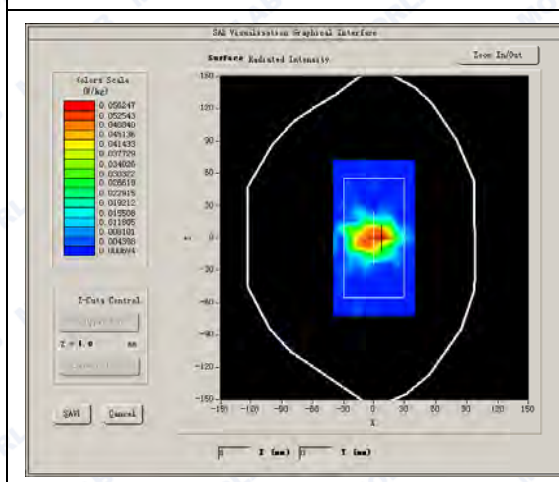 SAR Visualisation Graphical Interface
Surface Radiated Intensity
Zoom In/Out
Colors Scale
(W/kg)
0.056247
0.052543
0.048840
0.045136
0.041433
0.037729
0.034026
0.030322
0.026619
0.022915
0.019212
0.015508
0.011805
0.008101
0.004398
0.000694
150
120
90
60
30
0
-30
-60
-90
-120
-150
-150 -120 -90 -60 -30 0 30 60 90 120 150
X
Z-Cuts Control
Z = 1.0 mm
SAVE Cancel
0 X (mm) 0 Y (mm)